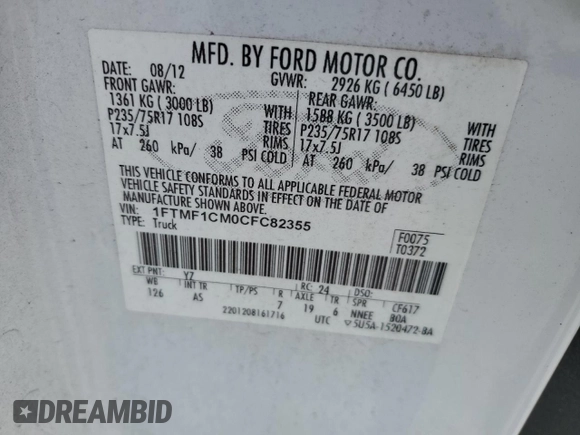 MFD. BY FORD MOTOR CO.
DATE: 08/12 GVWR: 2926 KG ( 6450 LB)
FRONT GAWR: REAR GAWR:
1361 KG ( 3000 LB) WITH 1588 KG ( 3500 LB) WITH
P235/75R17 108S TIRES P235/75R17 108S TIRES
17x7.5J RIMS 17x7.5J RIMS
AT 260 kPa/ 38 PSI COLD AT 260 kPa/ 38 PSI COLD
THIS VEHICLE CONFORMS TO ALL APPLICABLE FEDERAL MOTOR
VEHICLE SAFETY STANDARDS IN EFFECT ON THE DATE OF
MANUFACTURE SHOWN ABOVE.
VIN: 1FTMF1CM0CFC82355
TYPE: Truck
F0075
T0372
EXT PNT: YZ RC: 24 DSO:
WB INT TR TP/PS R AXLE TR SPR CF617
126 AS 7 19 6 NNEE BOA
2201208161716 UTC ▽5U5A-1520472-BA
DREAMBID